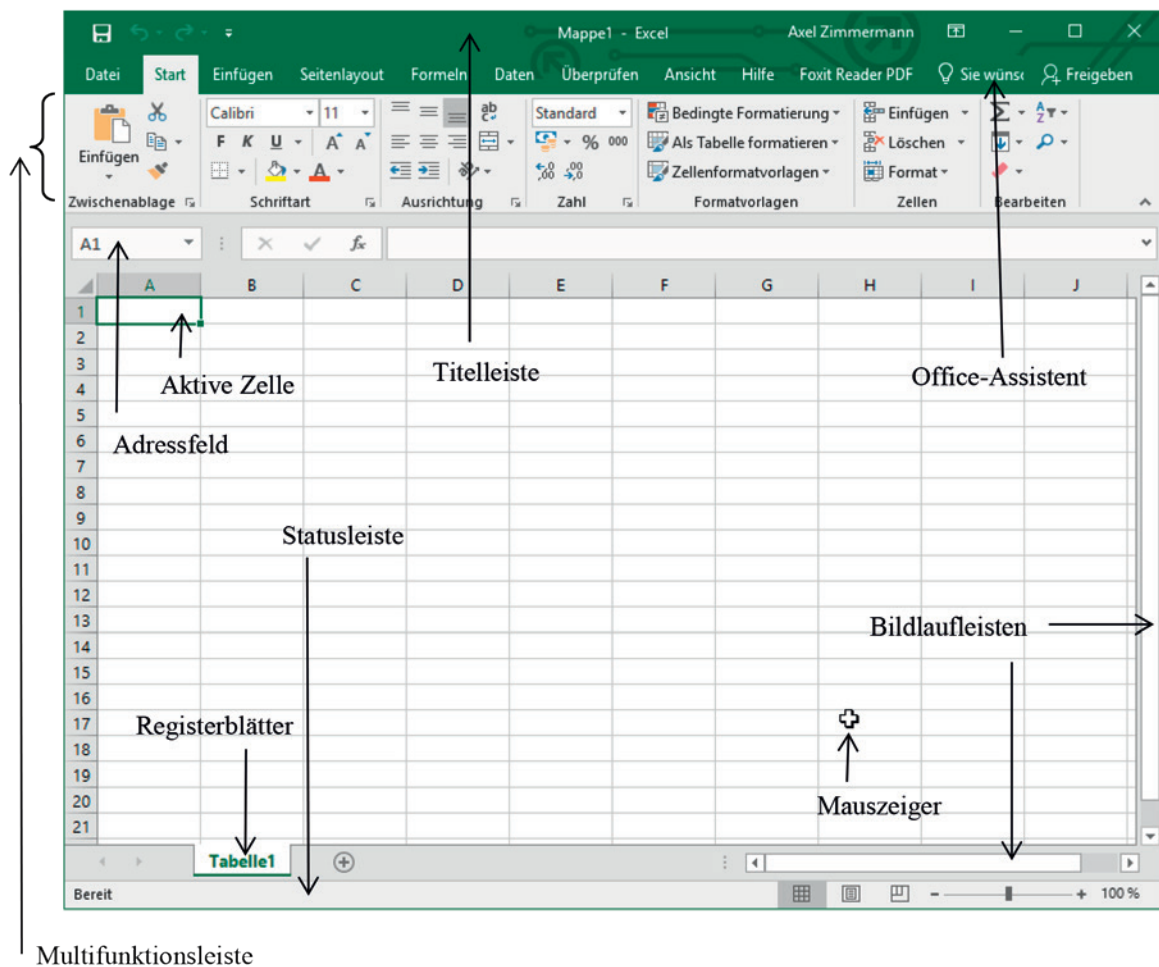 Mappe1 - Excel Axel Zimmermann
Datei Start Einfügen Seitenlayout Formeln Daten Überprüfen Ansicht Hilfe Foxit Reader PDF Sie wünsc Freigeben
Calibri 11 Standard Bedingte Formatierung Einfügen
Einfügen F K U A A % 000 Als Tabelle formatieren Löschen
A Zellenformatvorlagen Format
Zwischenablage Schriftart Ausrichtung Zahl Formatvorlagen Zellen Bearbeiten
A1 fx
A B C D E F G H I J
1
2
3
4
5
6
7
8
9
10
11
12
13
14
15
16
17
18
19
20
21
Aktive Zelle
Titelleiste
Office-Assistent
Adressfeld
Statusleiste
Bildlaufleisten
Registerblätter
Mauszeiger
Tabelle1
Bereit 100 %
Multifunktionsleiste